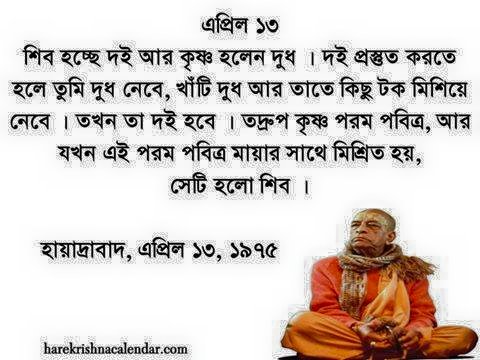 এপ্রিল ১৩
শিব হচ্ছে দই আর কৃষ্ণ হলেন দুধ । দই প্রস্তুত করতে
হলে তুমি দুধ নেবে, খাঁটি দুধ আর তাতে কিছু টক মিশিয়ে
নেবে । তখন তা দই হবে । তদ্রুপ কৃষ্ণ পরম পবিত্র, আর
যখন এই পরম পবিত্র মায়ার সাথে মিশ্রিত হয়,
সেটি হলো শিব ।
হায়াদ্রাবাদ, এপ্রিল ১৩, ১৯৭৫
harekrishnacalendar.com